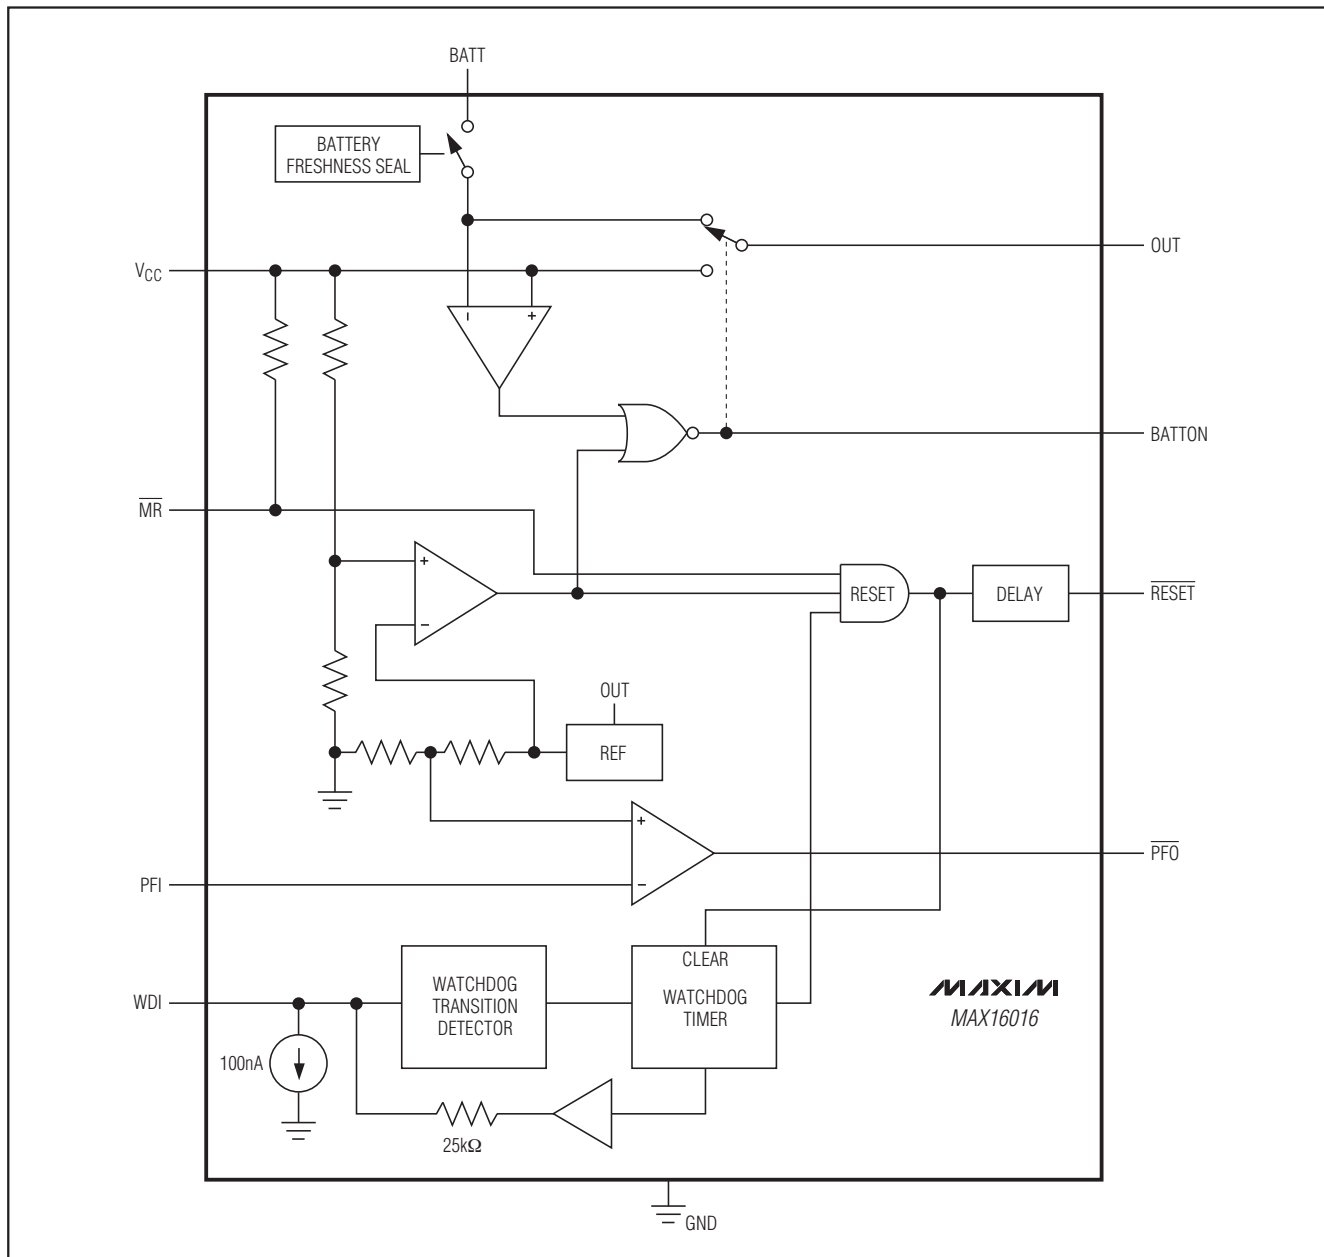 BATT
BATTERY
FRESHNESS SEAL
VCC
OUT
BATTON
MR
RESET
DELAY
RESET
OUT
REF
PFI
PFO
+
−
+
−
+
−
WDI
WATCHDOG
TRANSITION
DETECTOR
CLEAR
WATCHDOG
TIMER
MAXIM
MAX16016
100nA
25kΩ
GND